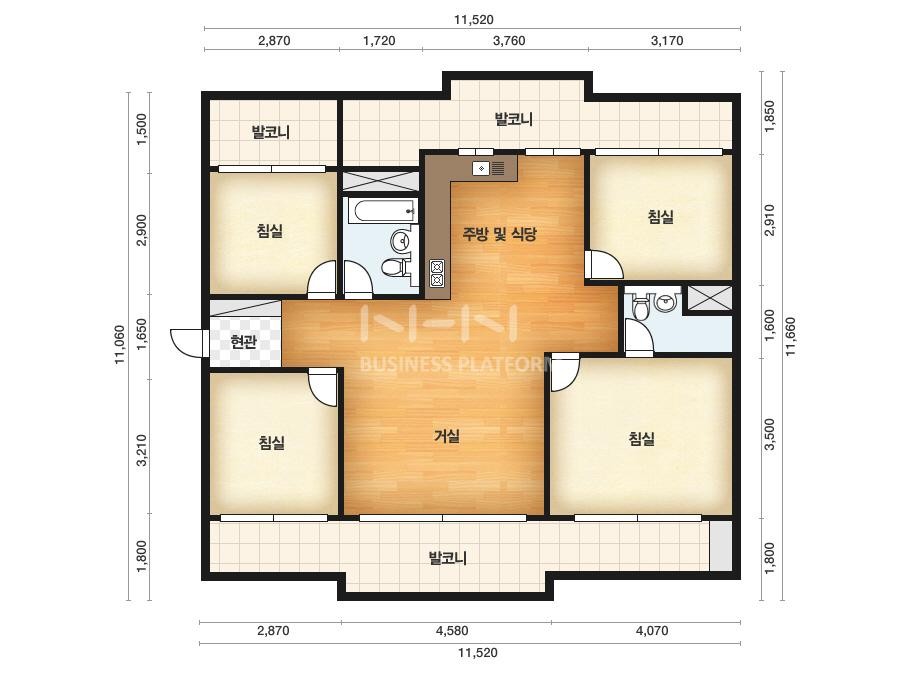 11,520
2,870 1,720 3,760 3,170
발코니
발코니
1,500
1,850
침실
침실
주방 및 식당
2,900
2,910
현관
NHN
BUSINESS PLATFORM
11,060
1,650
1,600
11,660
침실
거실
침실
3,210
3,500
발코니
1,800
1,800
2,870 4,580 4,070
11,520